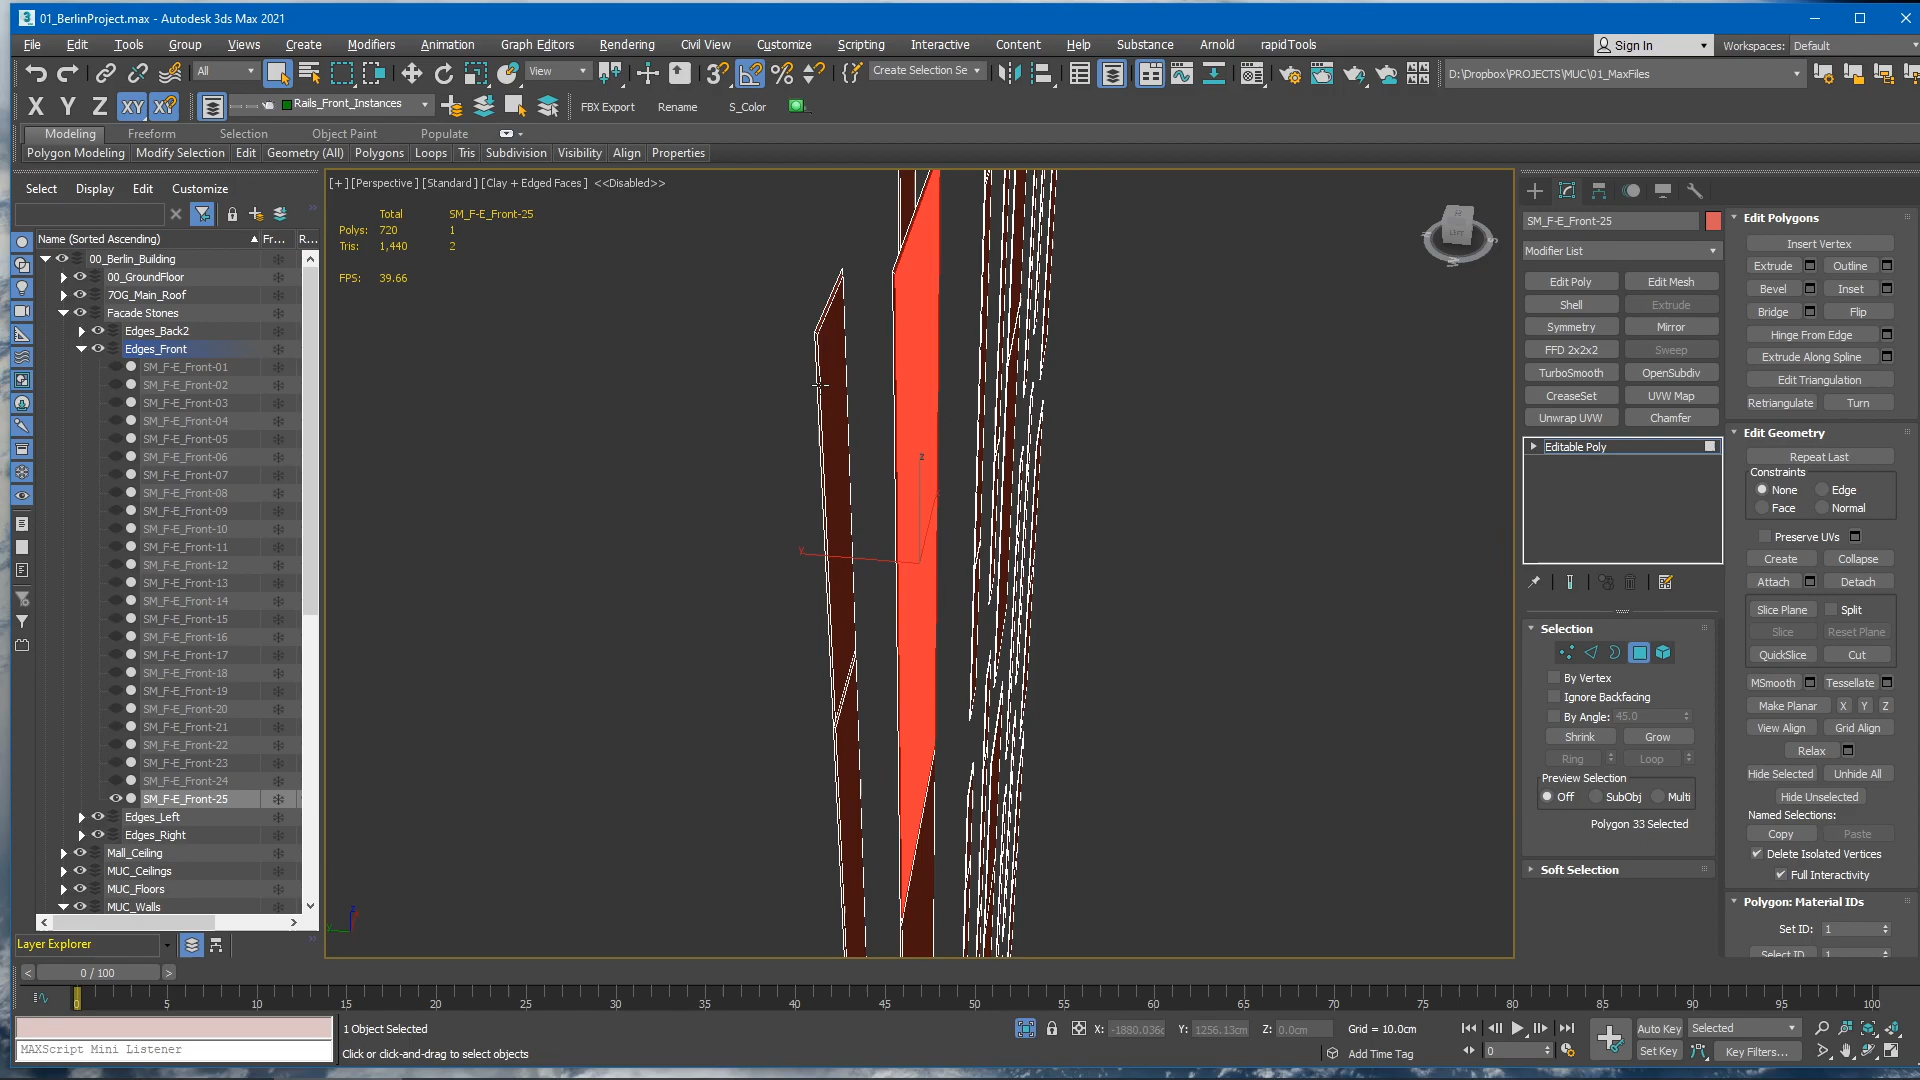 01_BerlinProject.max - Autodesk 3ds Max 2021
File Edit Tools Group Views Create Modifiers Animation Graph Editors Rendering Civil View Customize Scripting Interactive Content Help Substance Arnold rapidTools
Sign In Workspaces: Default
All View Create Selection Se D:\Dropbox\PROJECTS\MUC\01_MaxFiles
X Y Z XY Rails_Front_Instances FBX Export Rename S_Color
Modeling Freeform Selection Object Paint Populate
Polygon Modeling Modify Selection Edit Geometry (All) Polygons Loops Tris Subdivision Visibility Align Properties
Select Display Edit Customize
Name (Sorted Ascending) Fr... R...
00_Berlin_Building
00_GroundFloor
7OG_Main_Roof
Facade Stones
Edges_Back2
Edges_Front
SM_F-E_Front-01
SM_F-E_Front-02
SM_F-E_Front-03
SM_F-E_Front-04
SM_F-E_Front-05
SM_F-E_Front-06
SM_F-E_Front-07
SM_F-E_Front-08
SM_F-E_Front-09
SM_F-E_Front-10
SM_F-E_Front-11
SM_F-E_Front-12
SM_F-E_Front-13
SM_F-E_Front-14
SM_F-E_Front-15
SM_F-E_Front-16
SM_F-E_Front-17
SM_F-E_Front-18
SM_F-E_Front-19
SM_F-E_Front-20
SM_F-E_Front-21
SM_F-E_Front-22
SM_F-E_Front-23
SM_F-E_Front-24
SM_F-E_Front-25
Edges_Left
Edges_Right
Mall_Ceiling
MUC_Ceilings
MUC_Floors
MUC_Walls
Layer Explorer
[+] [Perspective ] [Standard ] [Clay + Edged Faces ] <<Disabled>>
Total SM_F-E_Front-25
Polys: 720 1
Tris: 1,440 2
FPS: 39.66
z
y
LEFT
SM_F-E_Front-25
Modifier List
Edit Poly Edit Mesh
Shell Extrude
Symmetry Mirror
FFD 2x2x2 Sweep
TurboSmooth OpenSubdiv
CreaseSet UVW Map
Unwrap UVW Chamfer
Editable Poly
Selection
By Vertex
Ignore Backfacing
By Angle: 45.0
Shrink Grow
Ring Loop
Preview Selection
Off SubObj Multi
Polygon 33 Selected
Soft Selection
Edit Polygons
Insert Vertex
Extrude Outline
Bevel Inset
Bridge Flip
Hinge From Edge
Extrude Along Spline
Edit Triangulation
Retriangulate Turn
Edit Geometry
Repeat Last
Constraints
None Edge
Face Normal
Preserve UVs
Create Collapse
Attach Detach
Slice Plane Split
Slice Reset Plane
QuickSlice Cut
MSmooth Tessellate
Make Planar X Y Z
View Align Grid Align
Relax
Hide Selected Unhide All
Hide Unselected
Named Selections:
Copy Paste
Delete Isolated Vertices
Full Interactivity
Polygon: Material IDs
Set ID: 1
Select ID 1
< 0 / 100 >
0 5 10 15 20 25 30 35 40 45 50 55 60 65 70 75 80 85 90 95 100
1 Object Selected X: -1880.036c Y: 1256.13cm Z: 0.0cm Grid = 10.0cm Auto Key Selected
MAXScript Mini Listener Click or click-and-drag to select objects Add Time Tag 0 Set Key Key Filters...